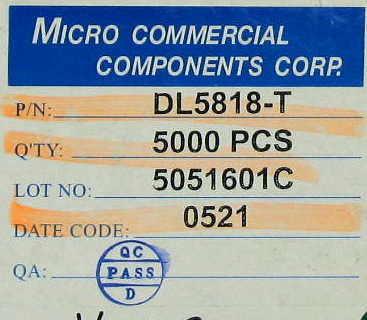 MICRO COMMERCIAL
COMPONENTS CORP.
P/N: DL5818-T
Q'TY: 5000 PCS
LOT NO: 5051601C
DATE CODE: 0521
QA: QC
PASS
D